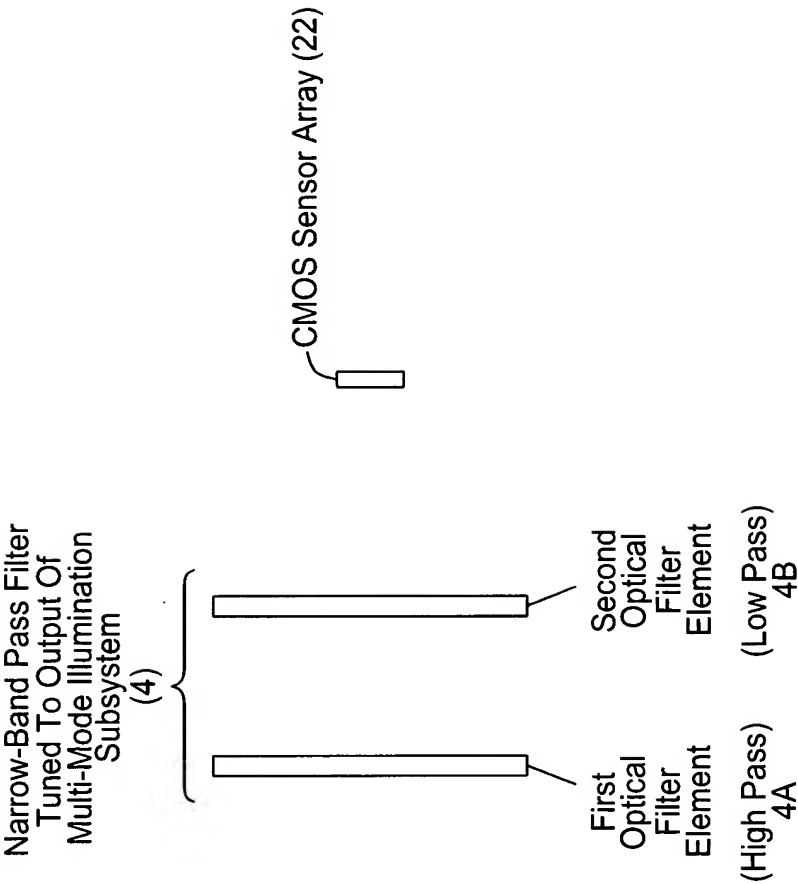 Narrow-Band Pass Filter
Tuned To Output Of
Multi-Mode Illumination
Subsystem
(4)
CMOS Sensor Array (22)
First
Optical
Filter
Element
(High Pass)
4A
Second
Optical
Filter
Element
(Low Pass)
4B